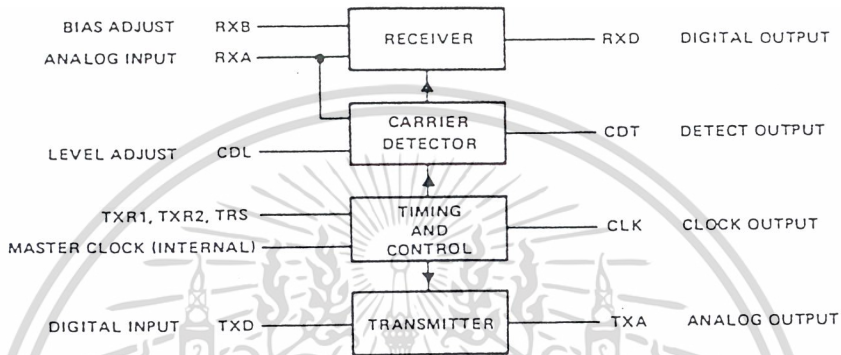 BIAS ADJUST RXB
RECEIVER
RXD DIGITAL OUTPUT
ANALOG INPUT RXA
CARRIER
DETECTOR
CDT DETECT OUTPUT
LEVEL ADJUST CDL
TXR1, TXR2, TRS
TIMING
AND
CONTROL
CLK CLOCK OUTPUT
MASTER CLOCK (INTERNAL)
DIGITAL INPUT TXD
TRANSMITTER
TXA ANALOG OUTPUT